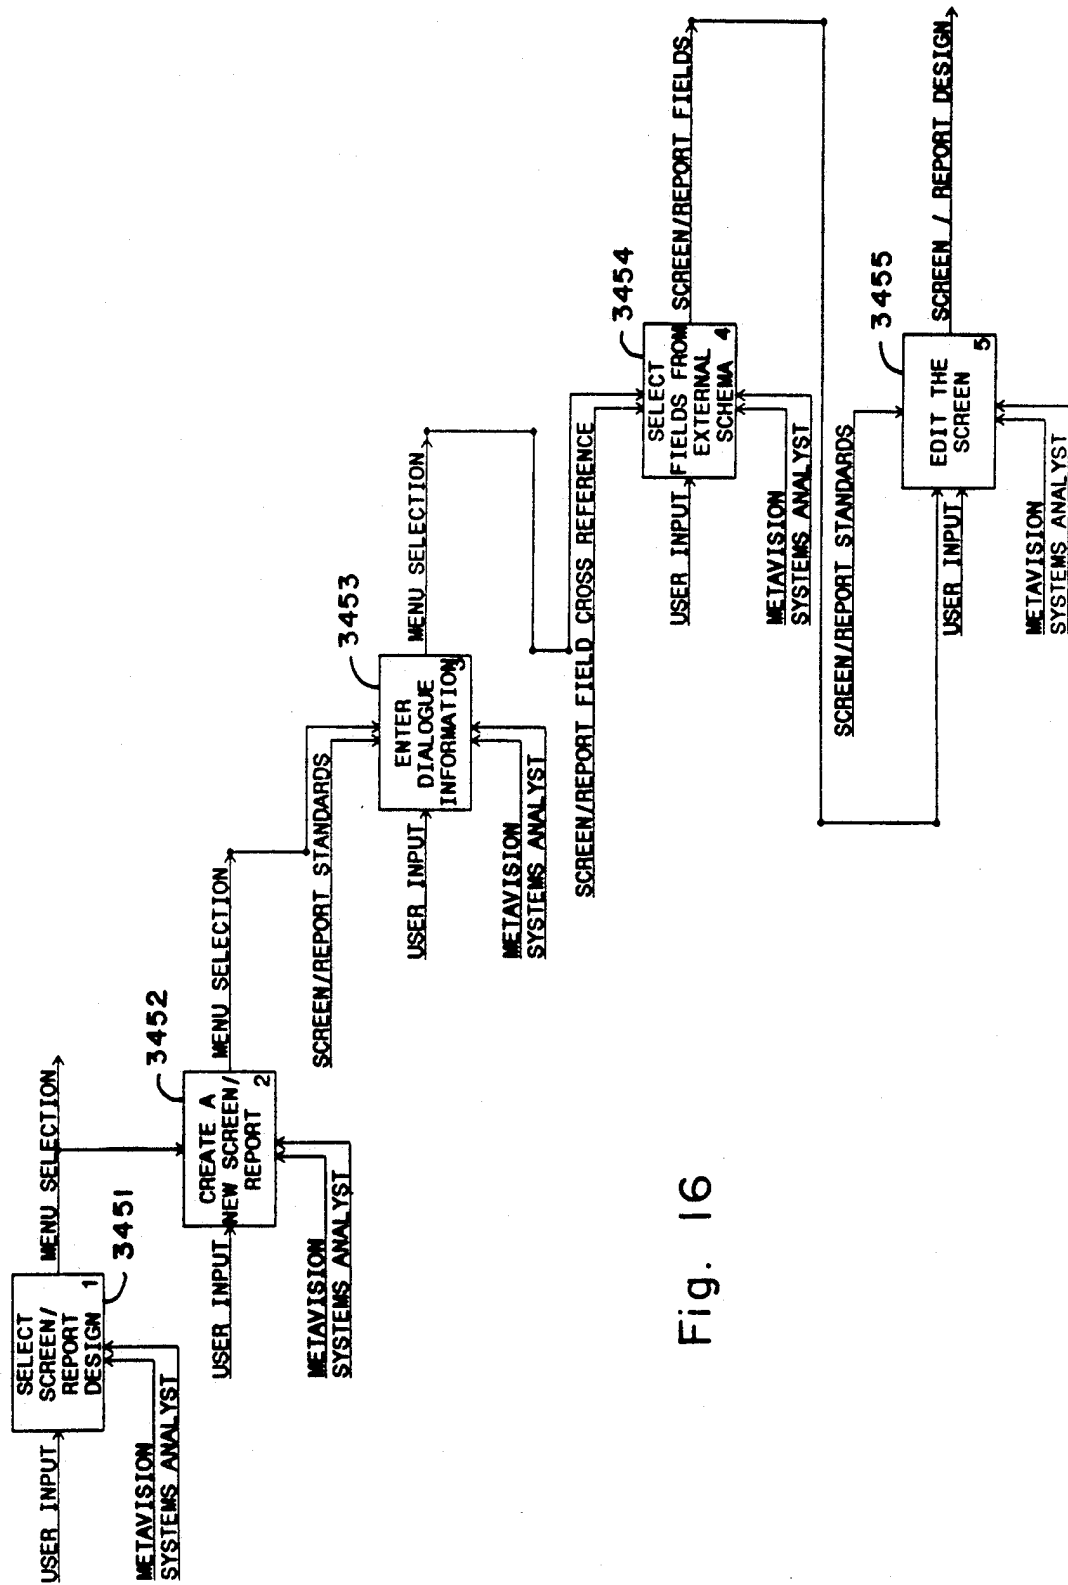 USER INPUT
SELECT
SCREEN/
REPORT
DESIGN
1
MENU SELECTION
3451
METAVISION
SYSTEMS ANALYST
USER INPUT
CREATE A
NEW SCREEN/
REPORT
2
MENU SELECTION
3452
METAVISION
SYSTEMS ANALYST
SCREEN/REPORT STANDARDS
USER INPUT
ENTER
DIALOGUE
INFORMATION
3
MENU SELECTION
3453
METAVISION
SYSTEMS ANALYST
SCREEN/REPORT FIELD CROSS REFERENCE
USER INPUT
SELECT
FIELDS FROM
EXTERNAL
SCHEMA
4
SCREEN/REPORT FIELDS
3454
METAVISION
SYSTEMS ANALYST
SCREEN/REPORT STANDARDS
USER INPUT
EDIT THE
SCREEN
5
SCREEN / REPORT DESIGN
3455
METAVISION
SYSTEMS ANALYST
Fig. 16